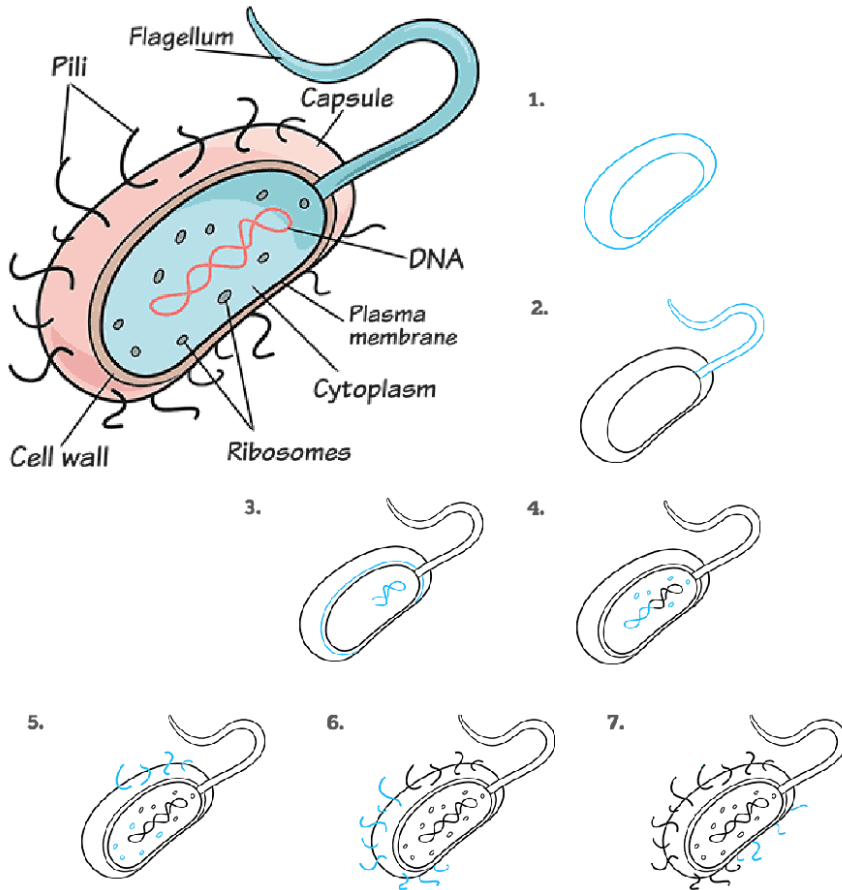 Flagellum
Pili
Capsule
1.
DNA
Plasma
membrane
2.
Cytoplasm
Cell wall
Ribosomes
3.
4.
5.
6.
7.